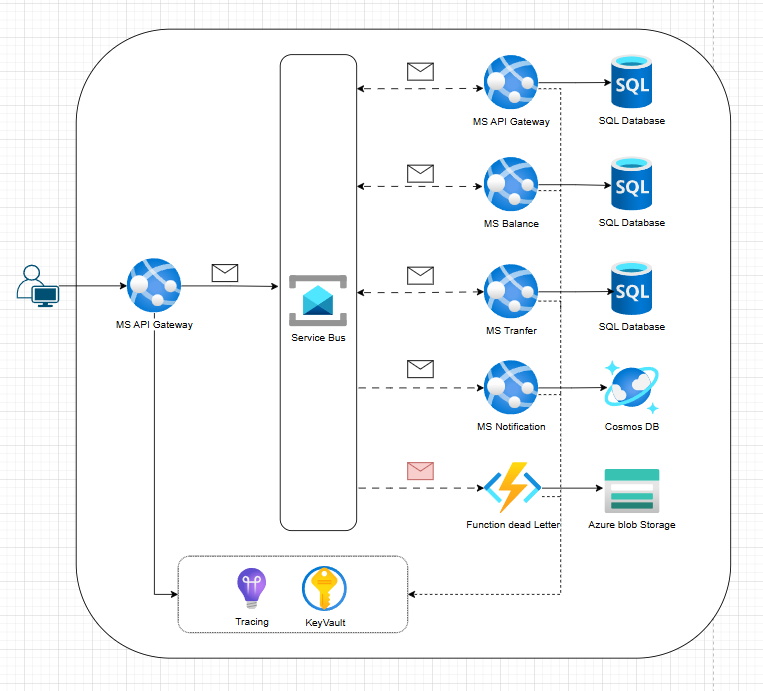 MS API Gateway
SQL
SQL Database
MS Balance
SQL
SQL Database
MS API Gateway
Service Bus
MS Tranfer
SQL
SQL Database
MS Notification
Cosmos DB
Function dead Letter
Azure blob Storage
Tracing
KeyVault